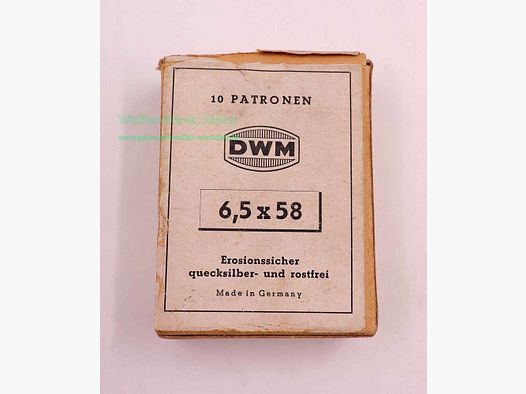 10 PATRONEN
DWM
6,5 x 58
Erosionssicher
quecksilber- und rostfrei
Made in Germany